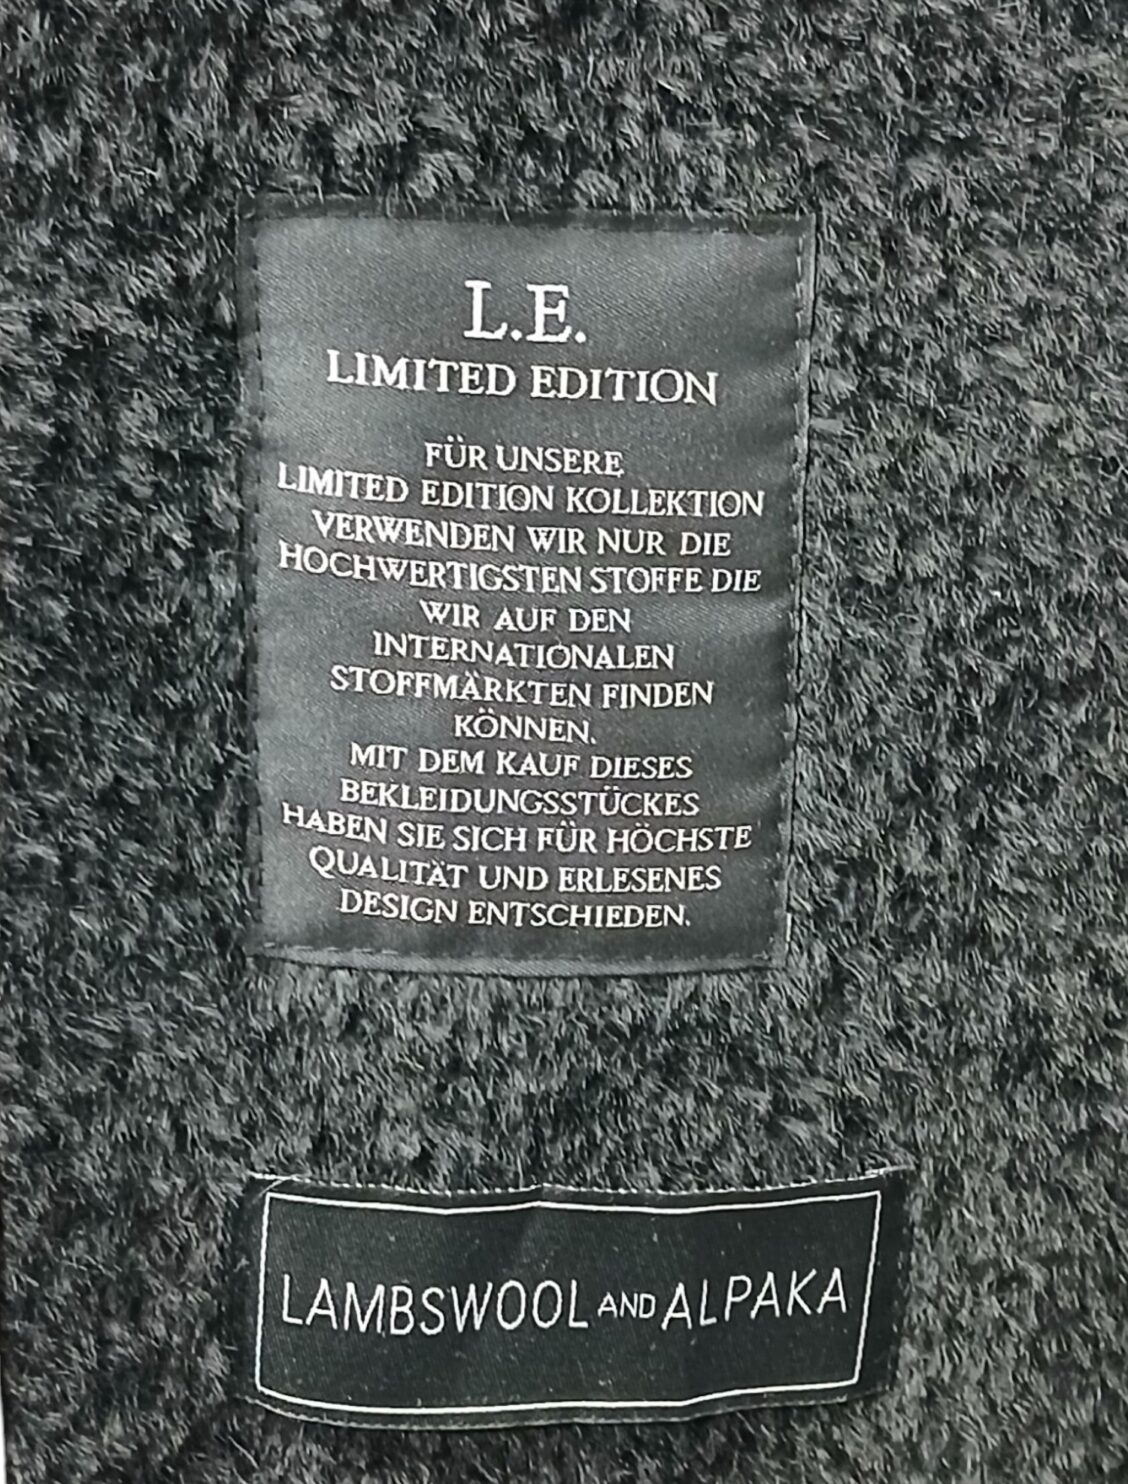 L.E.
LIMITED EDITION
FÜR UNSERE
LIMITED EDITION KOLLEKTION
VERWENDEN WIR NUR DIE
HOCHWERTIGSTEN STOFFE DIE
WIR AUF DEN
INTERNATIONALEN
STOFFMÄRKTEN FINDEN
KÖNNEN.
MIT DEM KAUF DIESES
BEKLEIDUNGSSTÜCKES
HABEN SIE SICH FÜR HÖCHSTE
QUALITÄT UND ERLESENES
DESIGN ENTSCHIEDEN.
LAMBSWOOL AND ALPAKA